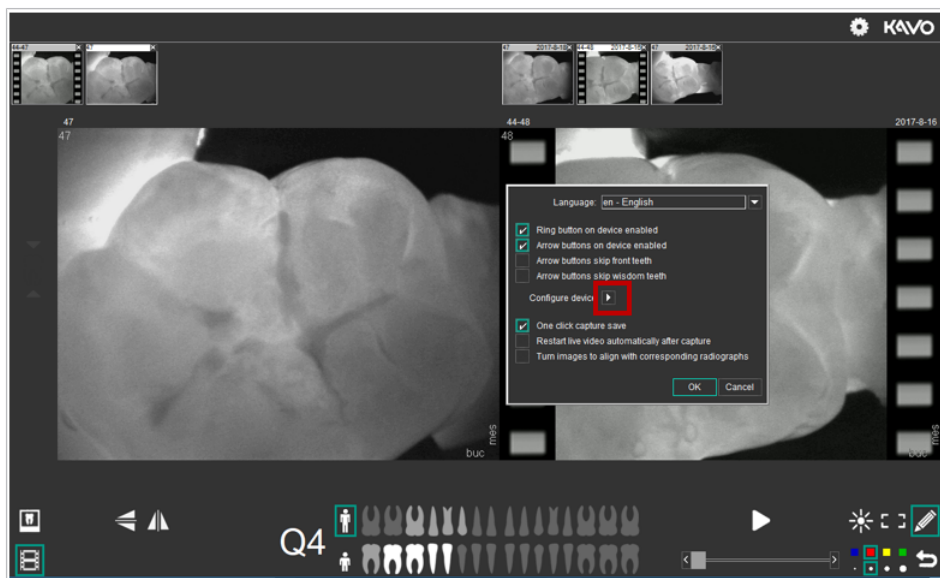 KAVO
44-47
47
47 2017-8-16
44-48 2017-8-16
47 2017-8-16
47
44-48
2017-8-16
47
48
Language: en - English
Ring button on device enabled
Arrow buttons on device enabled
Arrow buttons skip front teeth
Arrow buttons skip wisdom teeth
Configure device
One click capture save
Restart live video automatically after capture
Turn images to align with corresponding radiographs
OK Cancel
mes
buc
mes
buc
Q4